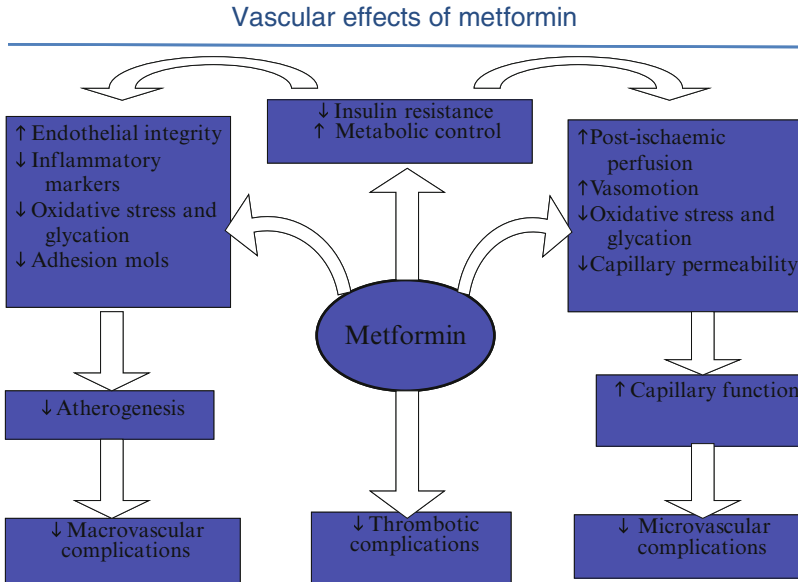 Vascular effects of metformin
↓ Insulin resistance
↑ Metabolic control
↑ Endothelial integrity
↓ Inflammatory
markers
↓ Oxidative stress and
glycation
↓ Adhesion mols
↑ Post-ischaemic
perfusion
↑ Vasomotion
↓ Oxidative stress and
glycation
↓ Capillary permeability
Metformin
↓ Atherogenesis
↑ Capillary function
↓ Macrovascular
complications
↓ Thrombotic
complications
↓ Microvascular
complications